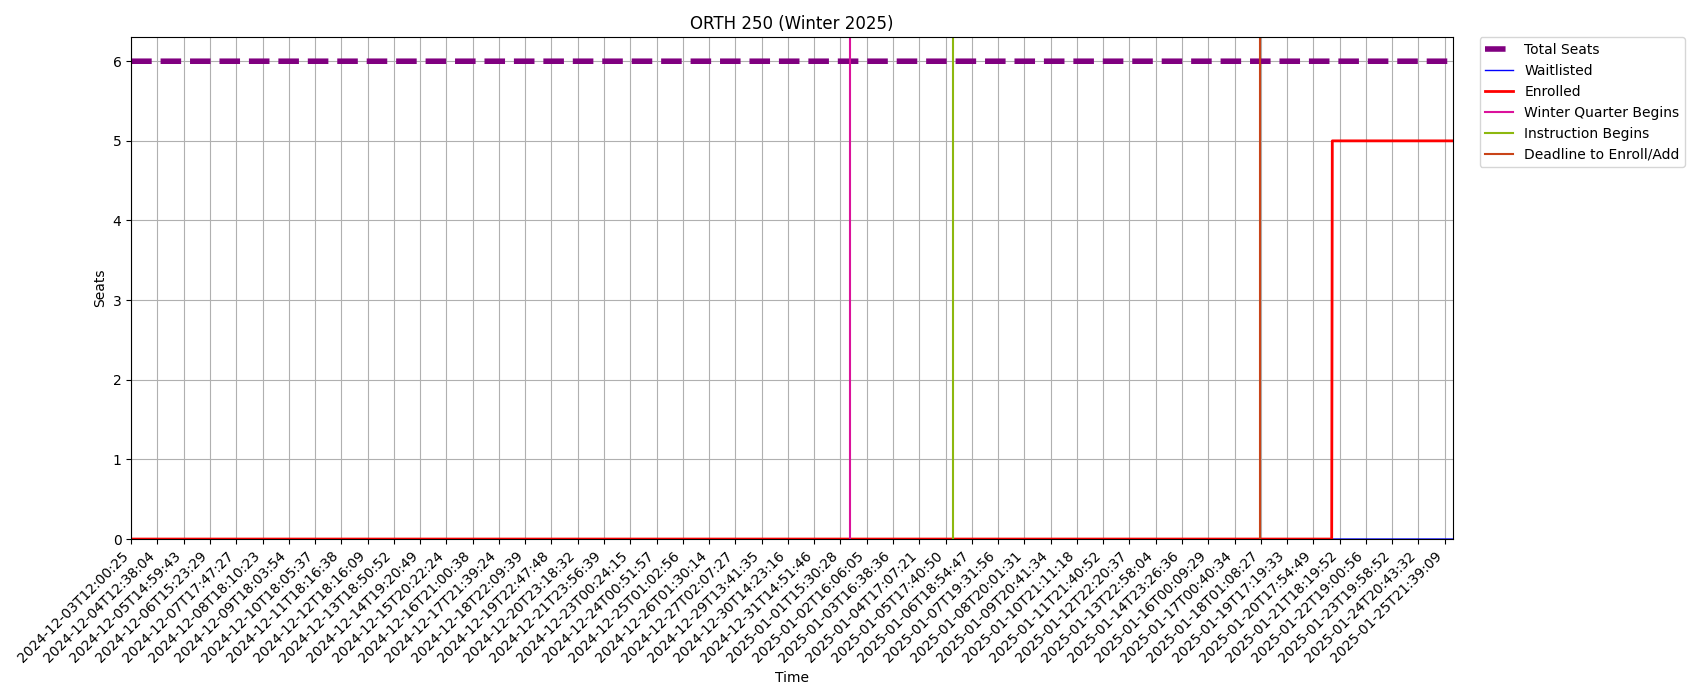 ORTH 250 (Winter 2025)
Total Seats
Waitlisted
Enrolled
Winter Quarter Begins
Instruction Begins
Deadline to Enroll/Add
6
5
4
3
2
1
0
Seats
2024-12-03T12:00:25
2024-12-04T12:38:04
2024-12-05T14:59:43
2024-12-06T15:23:29
2024-12-07T17:47:27
2024-12-08T18:10:23
2024-12-09T18:03:54
2024-12-10T18:05:37
2024-12-11T18:16:38
2024-12-12T18:16:09
2024-12-13T18:50:52
2024-12-14T19:20:49
2024-12-15T20:22:24
2024-12-16T21:00:38
2024-12-17T21:39:24
2024-12-18T22:09:39
2024-12-19T22:47:48
2024-12-20T23:18:32
2024-12-21T23:56:39
2024-12-23T00:24:15
2024-12-24T00:51:57
2024-12-25T01:02:56
2024-12-26T01:30:14
2024-12-27T02:07:27
2024-12-29T13:41:35
2024-12-30T14:23:16
2024-12-31T14:51:46
2025-01-01T15:30:28
2025-01-02T16:06:05
2025-01-03T16:38:36
2025-01-04T17:07:21
2025-01-05T17:40:50
2025-01-06T18:54:47
2025-01-07T19:31:56
2025-01-08T20:01:31
2025-01-09T20:41:34
2025-01-10T21:11:18
2025-01-11T21:40:52
2025-01-12T22:20:37
2025-01-13T22:58:04
2025-01-14T23:26:36
2025-01-16T00:09:29
2025-01-17T00:40:34
2025-01-18T01:08:27
2025-01-19T17:19:33
2025-01-20T17:54:49
2025-01-21T18:19:52
2025-01-22T19:00:56
2025-01-23T19:58:52
2025-01-24T20:43:32
2025-01-25T21:39:09
Time